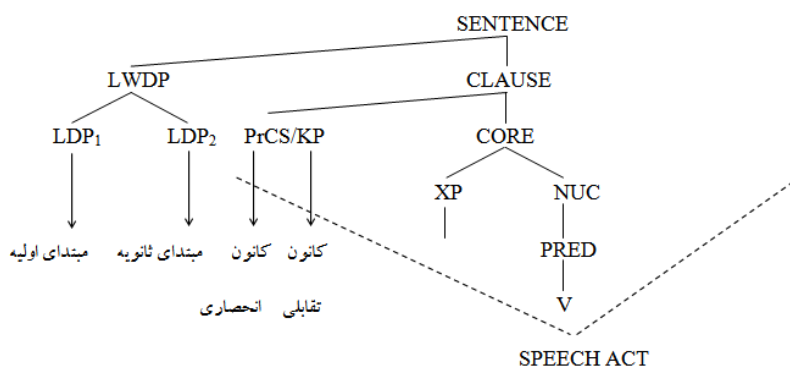 SENTENCE
LWDP CLAUSE
LDP1 LDP2 PrCS/KP CORE
XP NUC
مبتدای اولیه مبتدای ثانویه کانون کانون PRED
انحصاری تقابلی V
SPEECH ACT